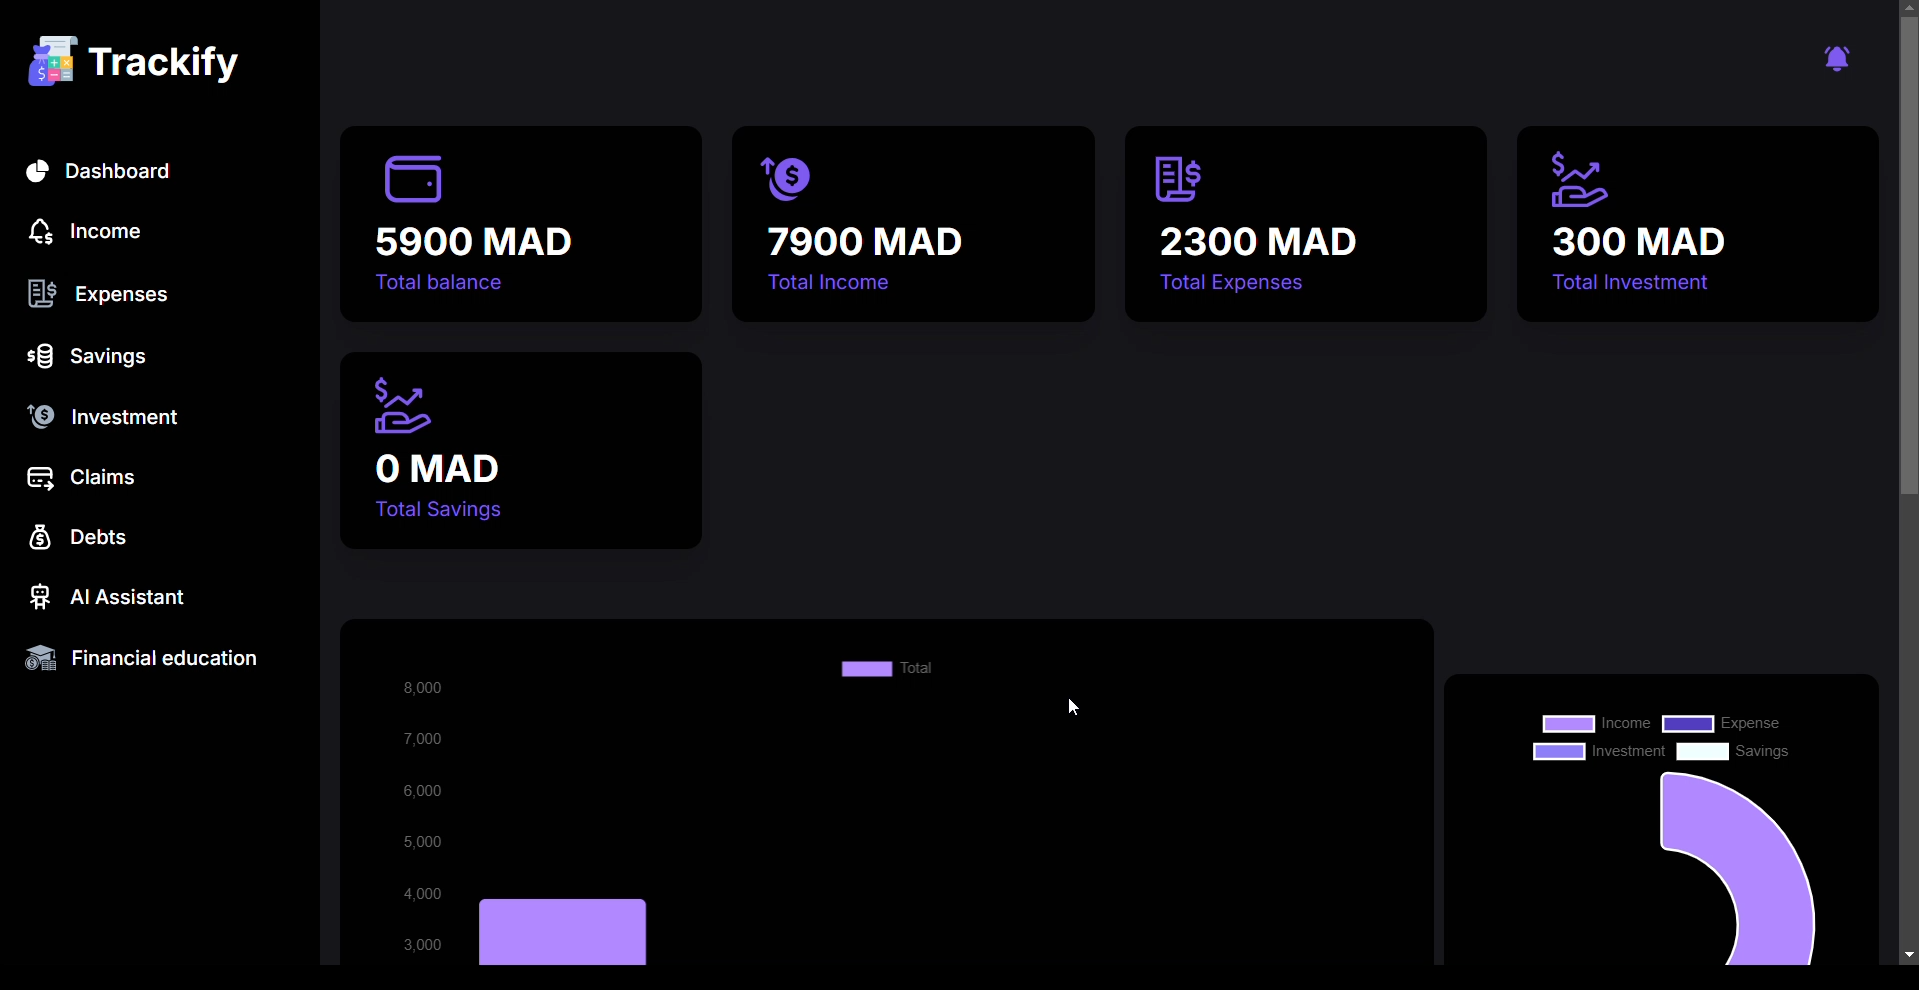 Trackify
Dashboard
Income
Expenses
Savings
Investment
Claims
Debts
AI Assistant
Financial education
5900 MAD
Total balance
7900 MAD
Total Income
2300 MAD
Total Expenses
300 MAD
Total Investment
0 MAD
Total Savings
Total
8,000
7,000
6,000
5,000
4,000
3,000
Income Expense
Investment Savings